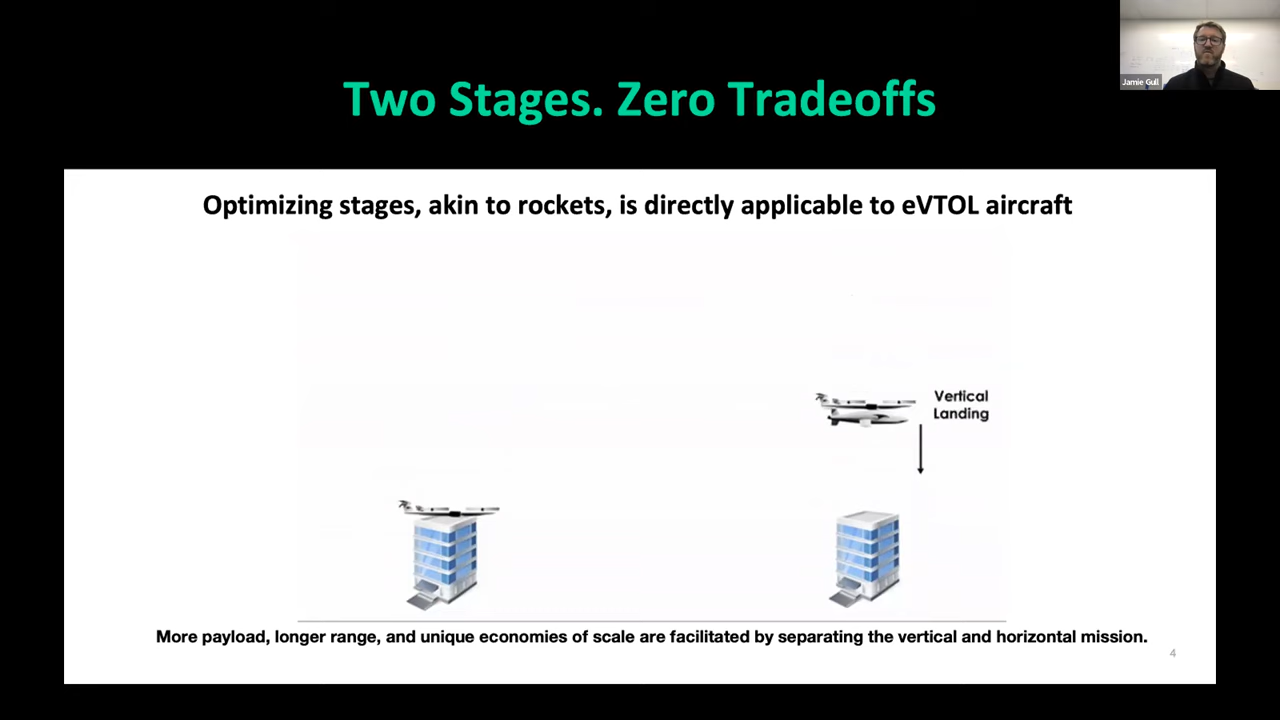 Jamie Gull
Two Stages. Zero Tradeoffs
Optimizing stages, akin to rockets, is directly applicable to eVTOL aircraft
Vertical
Landing
More payload, longer range, and unique economies of scale are facilitated by separating the vertical and horizontal mission.
4